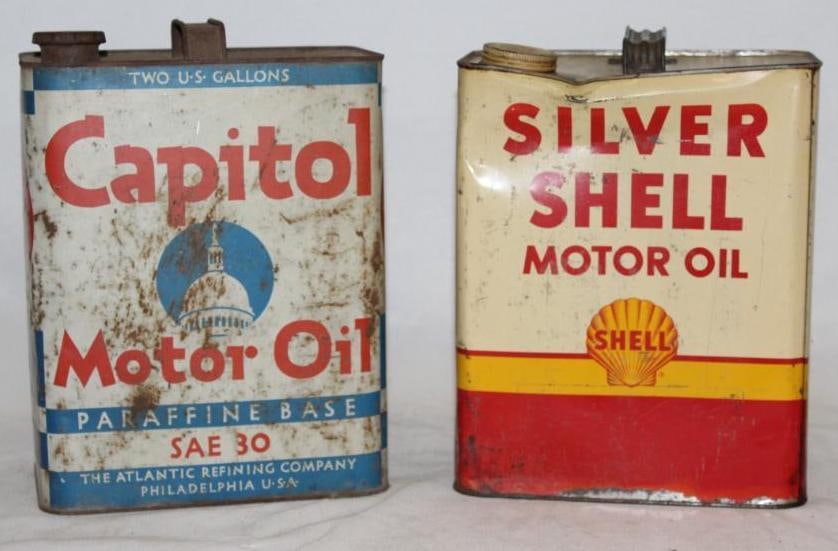 TWO U·S· GALLONS
Capitol
Motor Oil
PARAFFINE BASE
SAE 30
THE ATLANTIC REFINING COMPANY
PHILADELPHIA U·S·A·
SILVER
SHELL
MOTOR OIL
SHELL